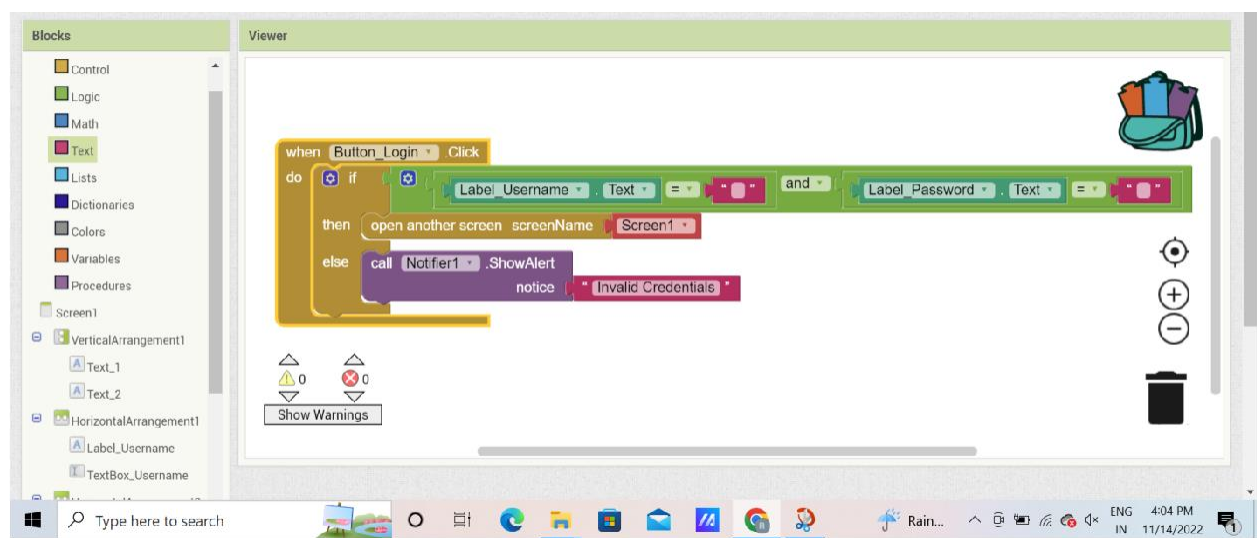 Blocks
Viewer
Control
Logic
Math
Text
Lists
Dictionaries
Colors
Variables
Procedures
Screen1
VerticalArrangement1
Text_1
Text_2
HorizontalArrangement1
Label_Username
TextBox_Username
when Button_Login .Click
do if Label_Username . Text = " " and Label_Password . Text = " "
then open another screen screenName Screen1
else call Notifier1 .ShowAlert
notice " Invalid Credentials "
0 0
Show Warnings
Type here to search
Rain...
ENG 4:04 PM
IN 11/14/2022
1